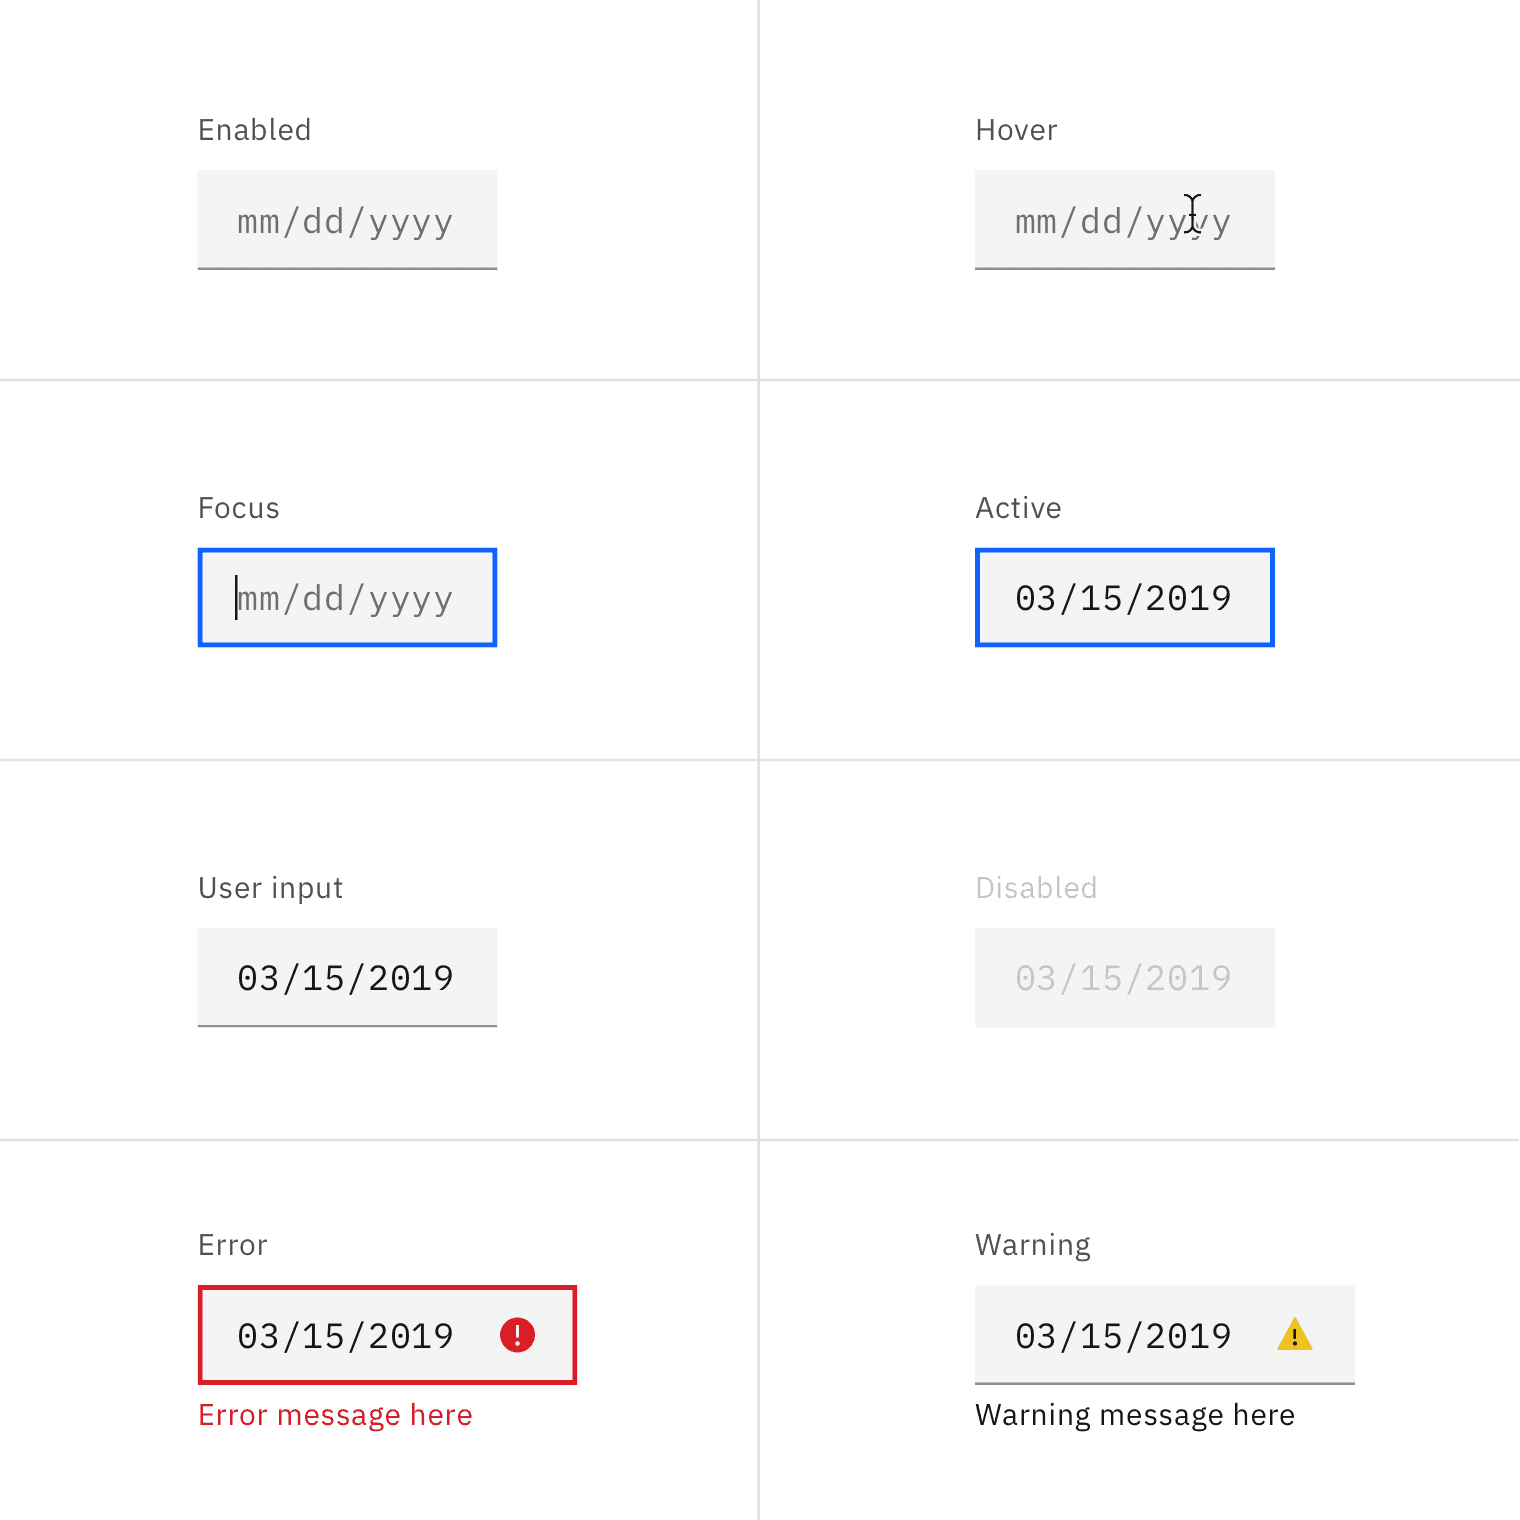 Enabled
mm/dd/yyyy
Hover
mm/dd/yyyy
Focus
mm/dd/yyyy
Active
03/15/2019
User input
03/15/2019
Disabled
03/15/2019
Error
03/15/2019
Error message here
Warning
03/15/2019
Warning message here